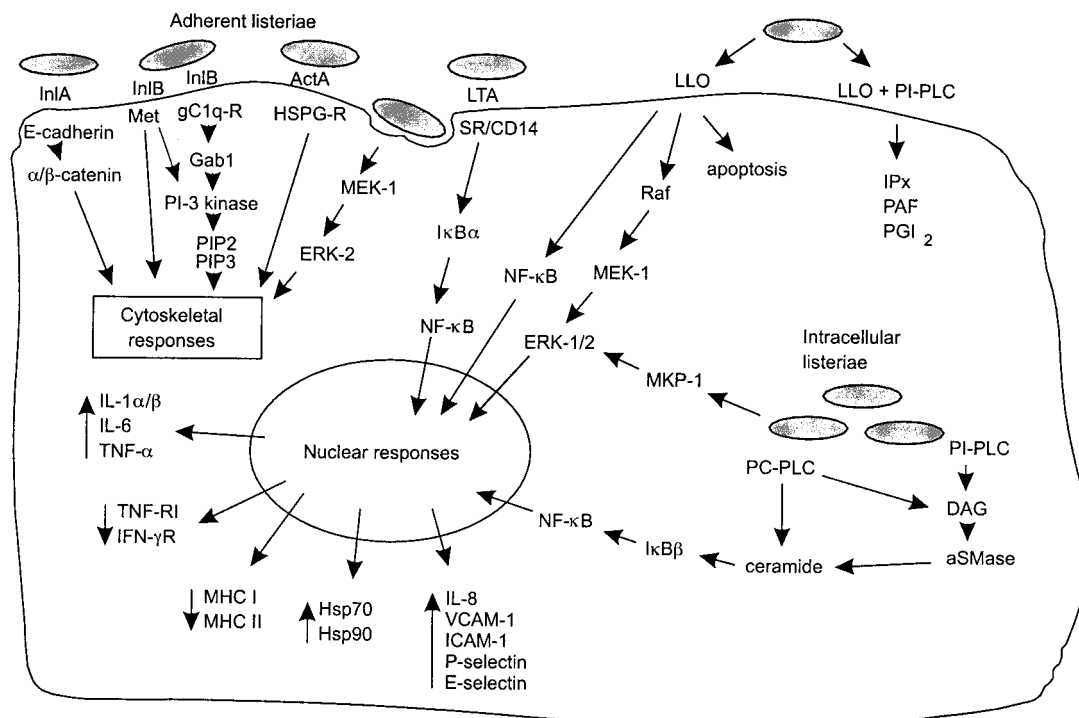 Adherent listeriae
InlA
InlB
InlB
ActA
LTA
LLO
LLO + PI-PLC
E-cadherin
Met
gC1q-R
HSPG-R
SR/CD14
α/β-catenin
Gab1
PI-3 kinase
PIP2
PIP3
MEK-1
ERK-2
IκBα
NF-κB
NF-κB
Raf
MEK-1
ERK-1/2
apoptosis
IPx
PAF
PGI 2
Cytoskeletal
responses
Intracellular
listeriae
MKP-1
PC-PLC
PI-PLC
DAG
aSMase
ceramide
IκBβ
NF-κB
Nuclear responses
IL-1α/β
IL-6
TNF-α
TNF-RI
IFN-γR
MHC I
MHC II
Hsp70
Hsp90
IL-8
VCAM-1
ICAM-1
P-selectin
E-selectin